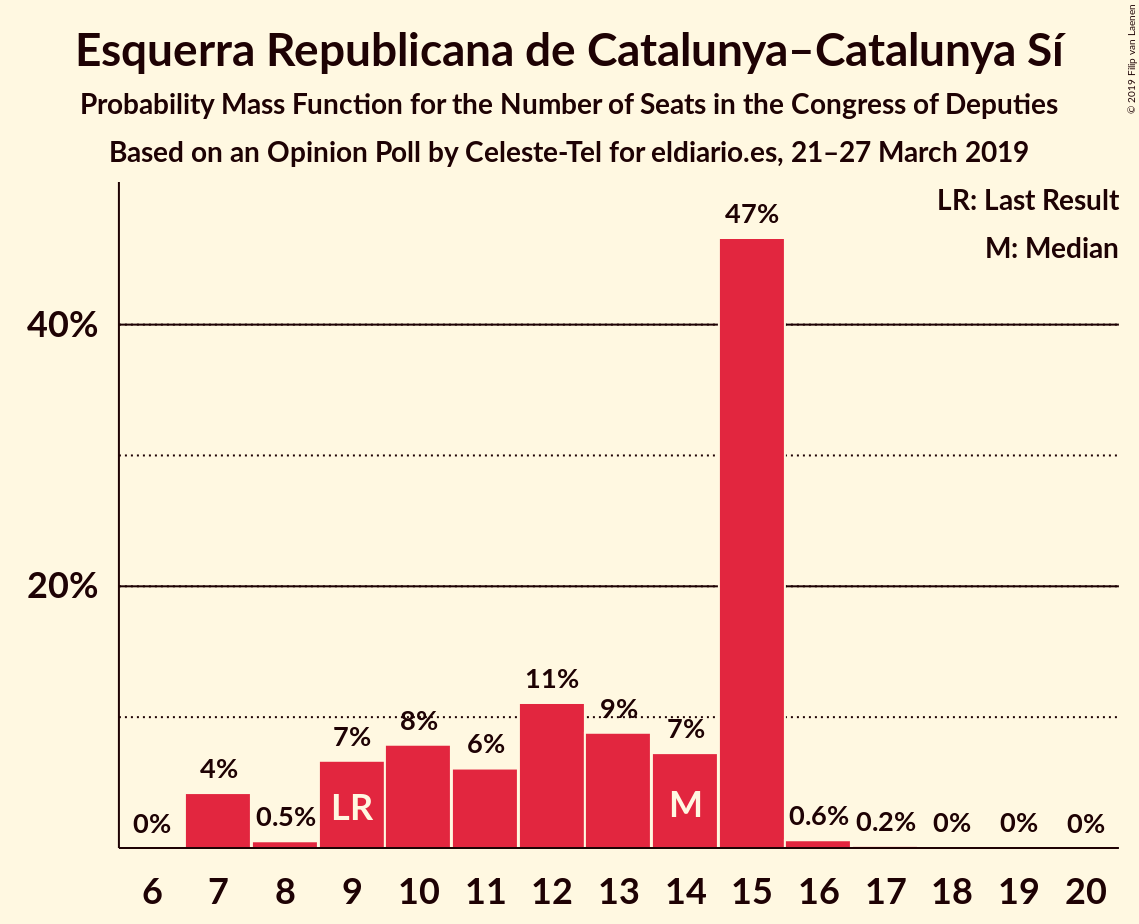 Esquerra Republicana de Catalunya–Catalunya Sí
Probability Mass Function for the Number of Seats in the Congress of Deputies
Based on an Opinion Poll by Celeste-Tel for eldiario.es, 21–27 March 2019
© 2019 Filip van Laenen
LR: Last Result
M: Median
47%
40%
20%
11%
9%
8%
7%
7%
6%
4%
0.5%
0%
0.6%
0.2%
0%
0%
0%
LR
M
6 7 8 9 10 11 12 13 14 15 16 17 18 19 20